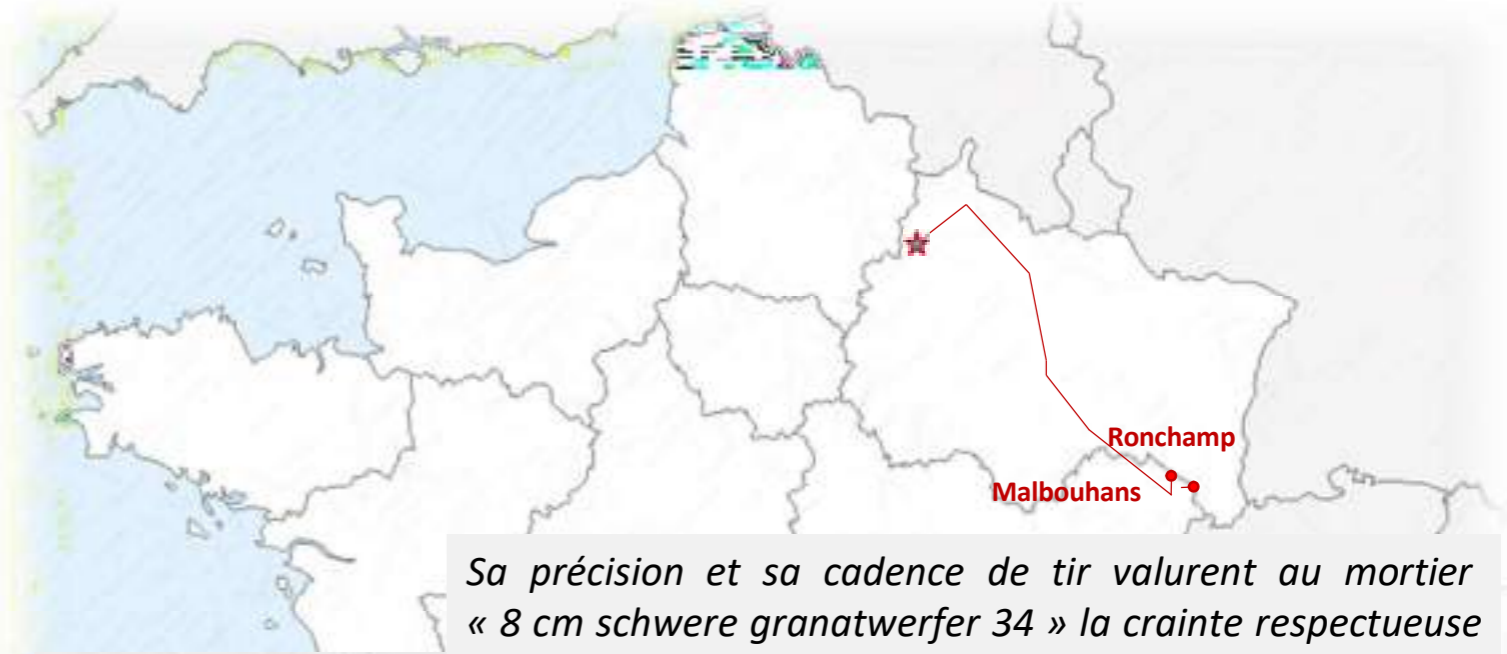 Ronchamp
Malbouhans
Sa précision et sa cadence de tir valurent au mortier
« 8 cm schwere granatwerfer 34 » la crainte respectueuse